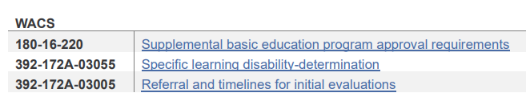 WACS
180-16-220 Supplemental basic education program approval requirements
392-172A-03055 Specific learning disability-determination
392-172A-03005 Referral and timelines for initial evaluations